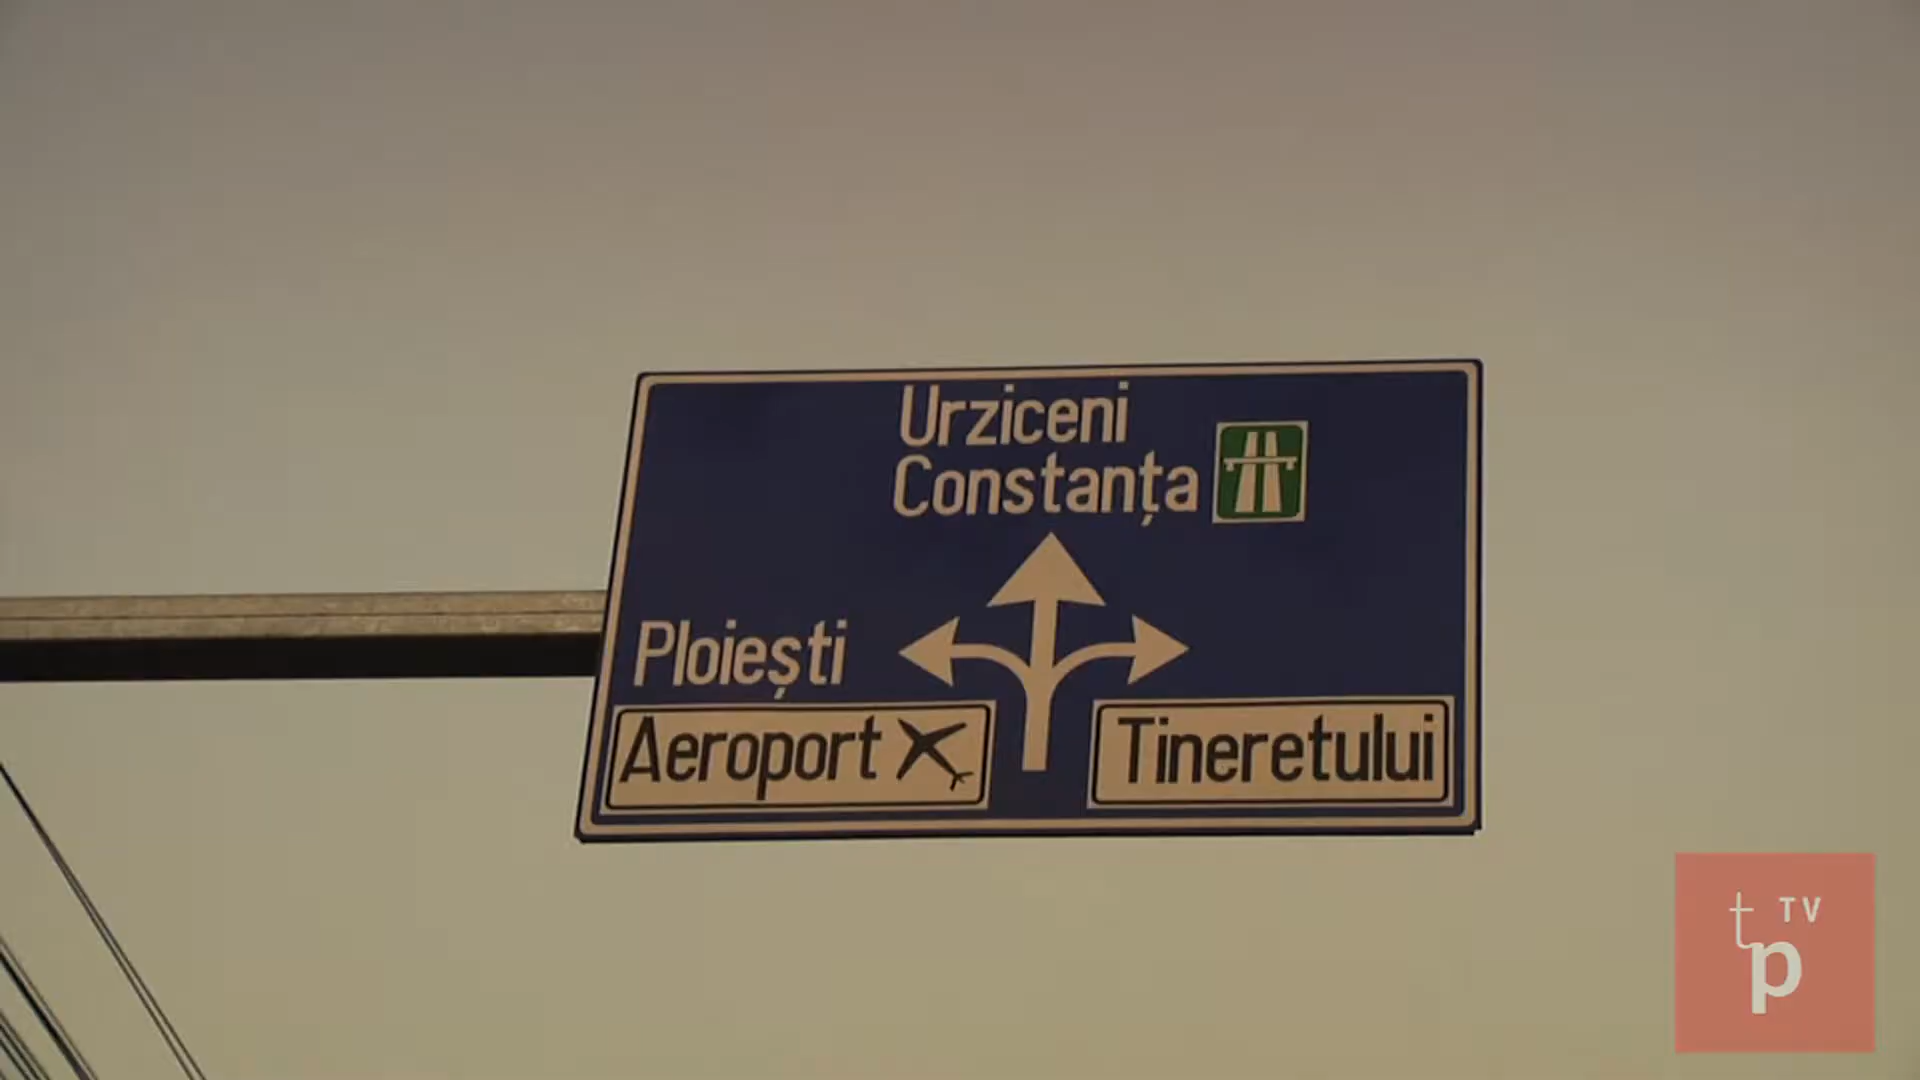 Urziceni
Constanța
Ploiești
Aeroport
Tineretului
TV
tp